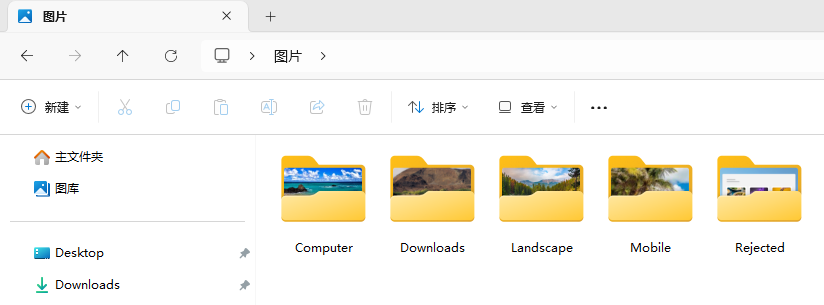 图片
图片
新建
排序
查看
主文件夹
图库
Desktop
Downloads
Computer
Downloads
Landscape
Mobile
Rejected